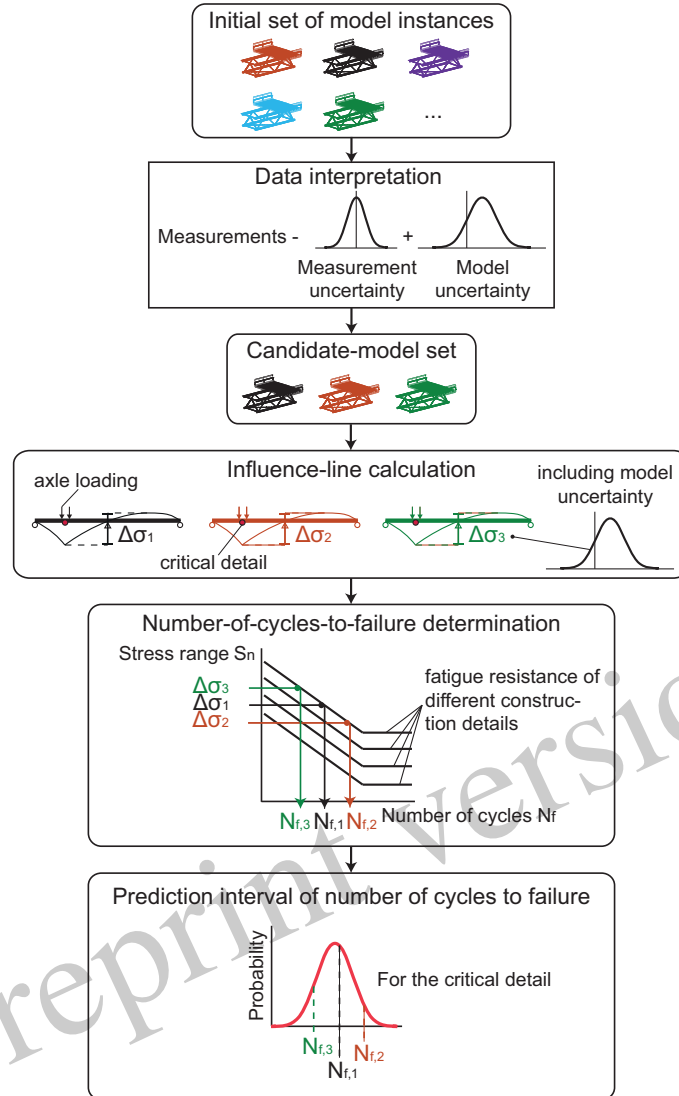 Initial set of model instances
...
Data interpretation
Measurements -
+
Measurement
uncertainty
Model
uncertainty
Candidate-model set
Influence-line calculation
axle loading
including model
uncertainty
Δσ1
Δσ2
Δσ3
critical detail
Number-of-cycles-to-failure determination
Stress range Sn
Δσ3
Δσ1
Δσ2
fatigue resistance of
different construc-
tion details
Nf,3 Nf,1 Nf,2
Number of cycles Nf
Prediction interval of number of cycles to failure
Probability
For the critical detail
Nf,3
Nf,2
Nf,1
reprint versio